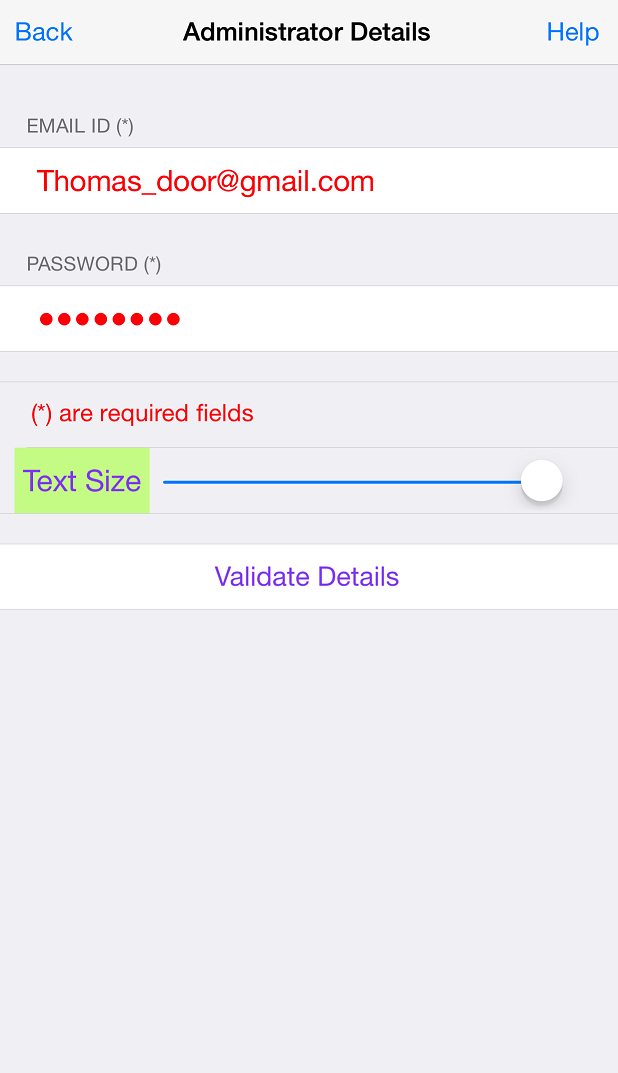 Back Administrator Details Help
EMAIL ID (*)
Thomas_door@gmail.com
PASSWORD (*)
●●●●●●●●
(*) are required fields
Text Size
Validate Details